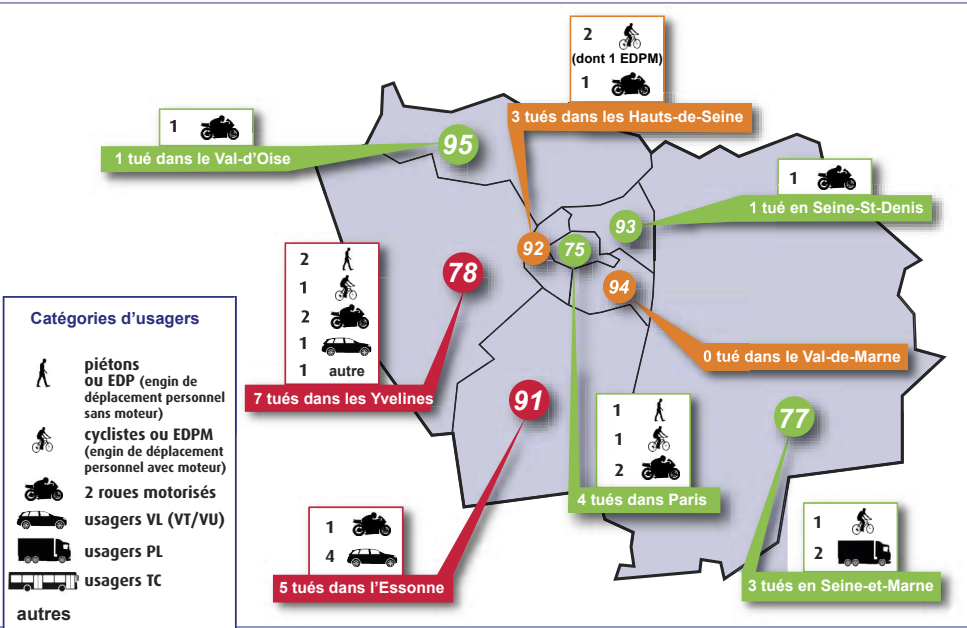 2
(dont 1 EDPM)
1
3 tués dans les Hauts-de-Seine
1
1 tué dans le Val-d'Oise
95
1
1 tué en Seine-St-Denis
93
92
75
94
0 tué dans le Val-de-Marne
2
1
2
1
1 autre
7 tués dans les Yvelines
78
91
1
1
2
4 tués dans Paris
77
1
4
5 tués dans l'Essonne
1
2
3 tués en Seine-et-Marne
Catégories d'usagers
piétons
ou EDP (engin de
déplacement personnel
sans moteur)
cyclistes ou EDPM
(engin de déplacement
personnel avec moteur)
2 roues motorisés
usagers VL (VT/VU)
usagers PL
usagers TC
autres